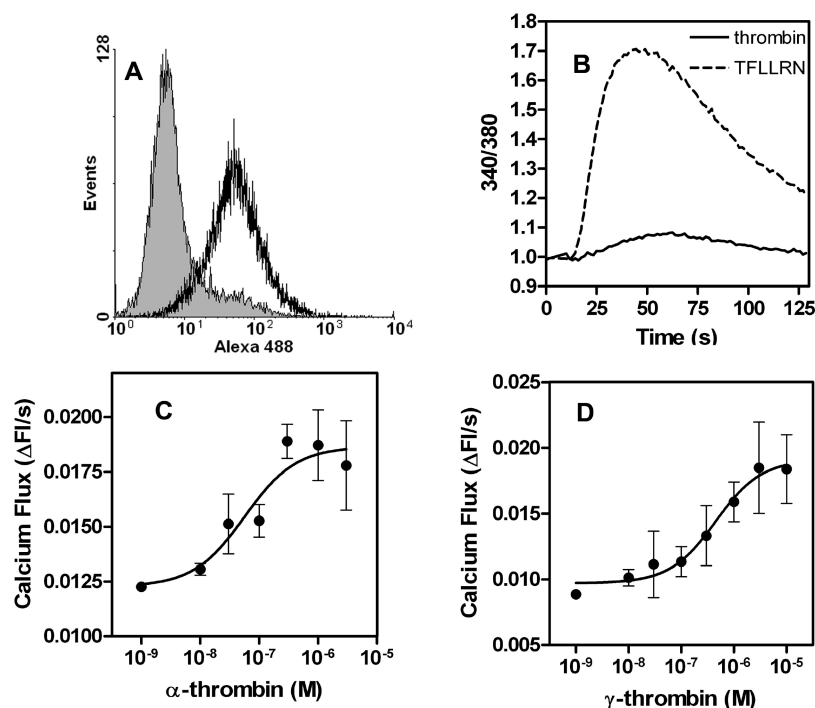 A
128
Events
0
10⁰ 10¹ 10² 10³ 10⁴
Alexa 488
B
thrombin
TFLLRN
340/380
1.8
1.7
1.6
1.5
1.4
1.3
1.2
1.1
1.0
0.9
0 25 50 75 100 125
Time (s)
C
Calcium Flux (ΔFl/s)
0.0200
0.0175
0.0150
0.0125
0.0100
10⁻⁹ 10⁻⁸ 10⁻⁷ 10⁻⁶ 10⁻⁵
α-thrombin (M)
D
Calcium Flux (ΔFl/s)
0.025
0.020
0.015
0.010
0.005
10⁻⁹ 10⁻⁸ 10⁻⁷ 10⁻⁶ 10⁻⁵
γ-thrombin (M)